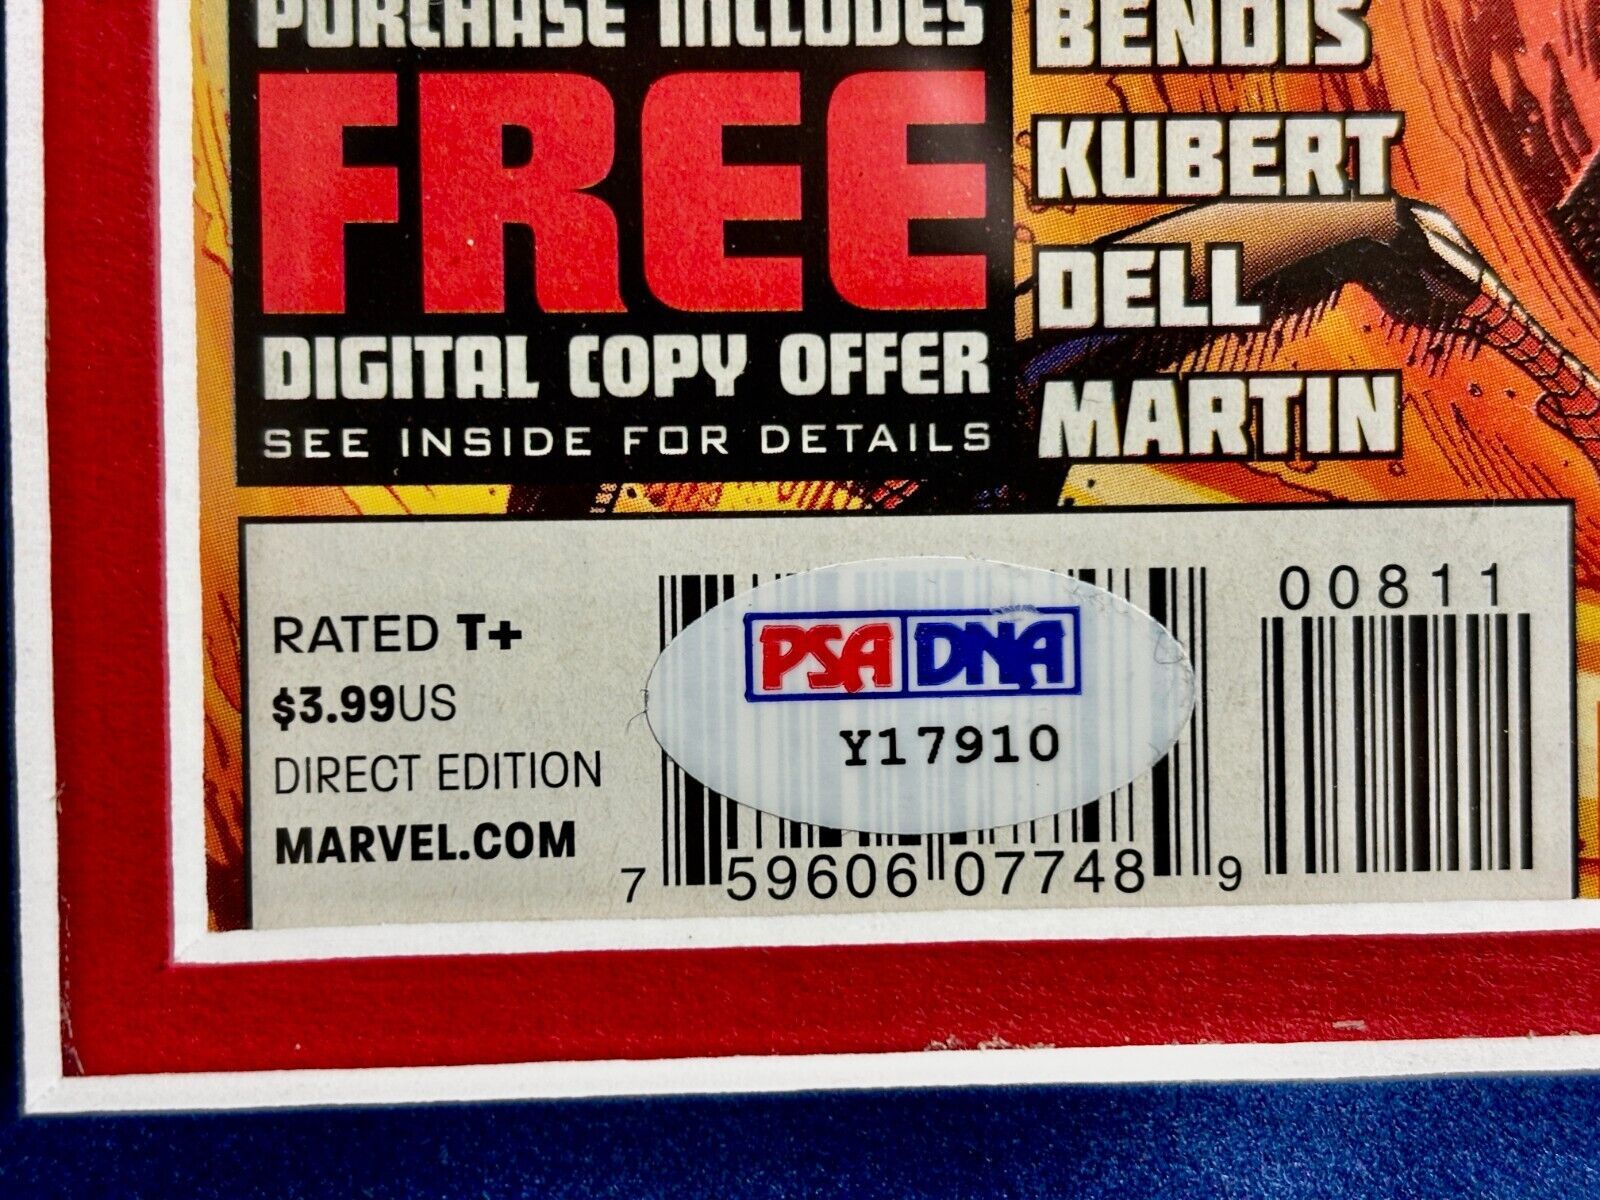 PURCHASE INCLUDES
FREE
DIGITAL COPY OFFER
SEE INSIDE FOR DETAILS
BENDIS
KUBERT
DELL
MARTIN
RATED T+
$3.99US
DIRECT EDITION
MARVEL.COM
PSA DNA
Y17910
00811
7 59606 07748 9